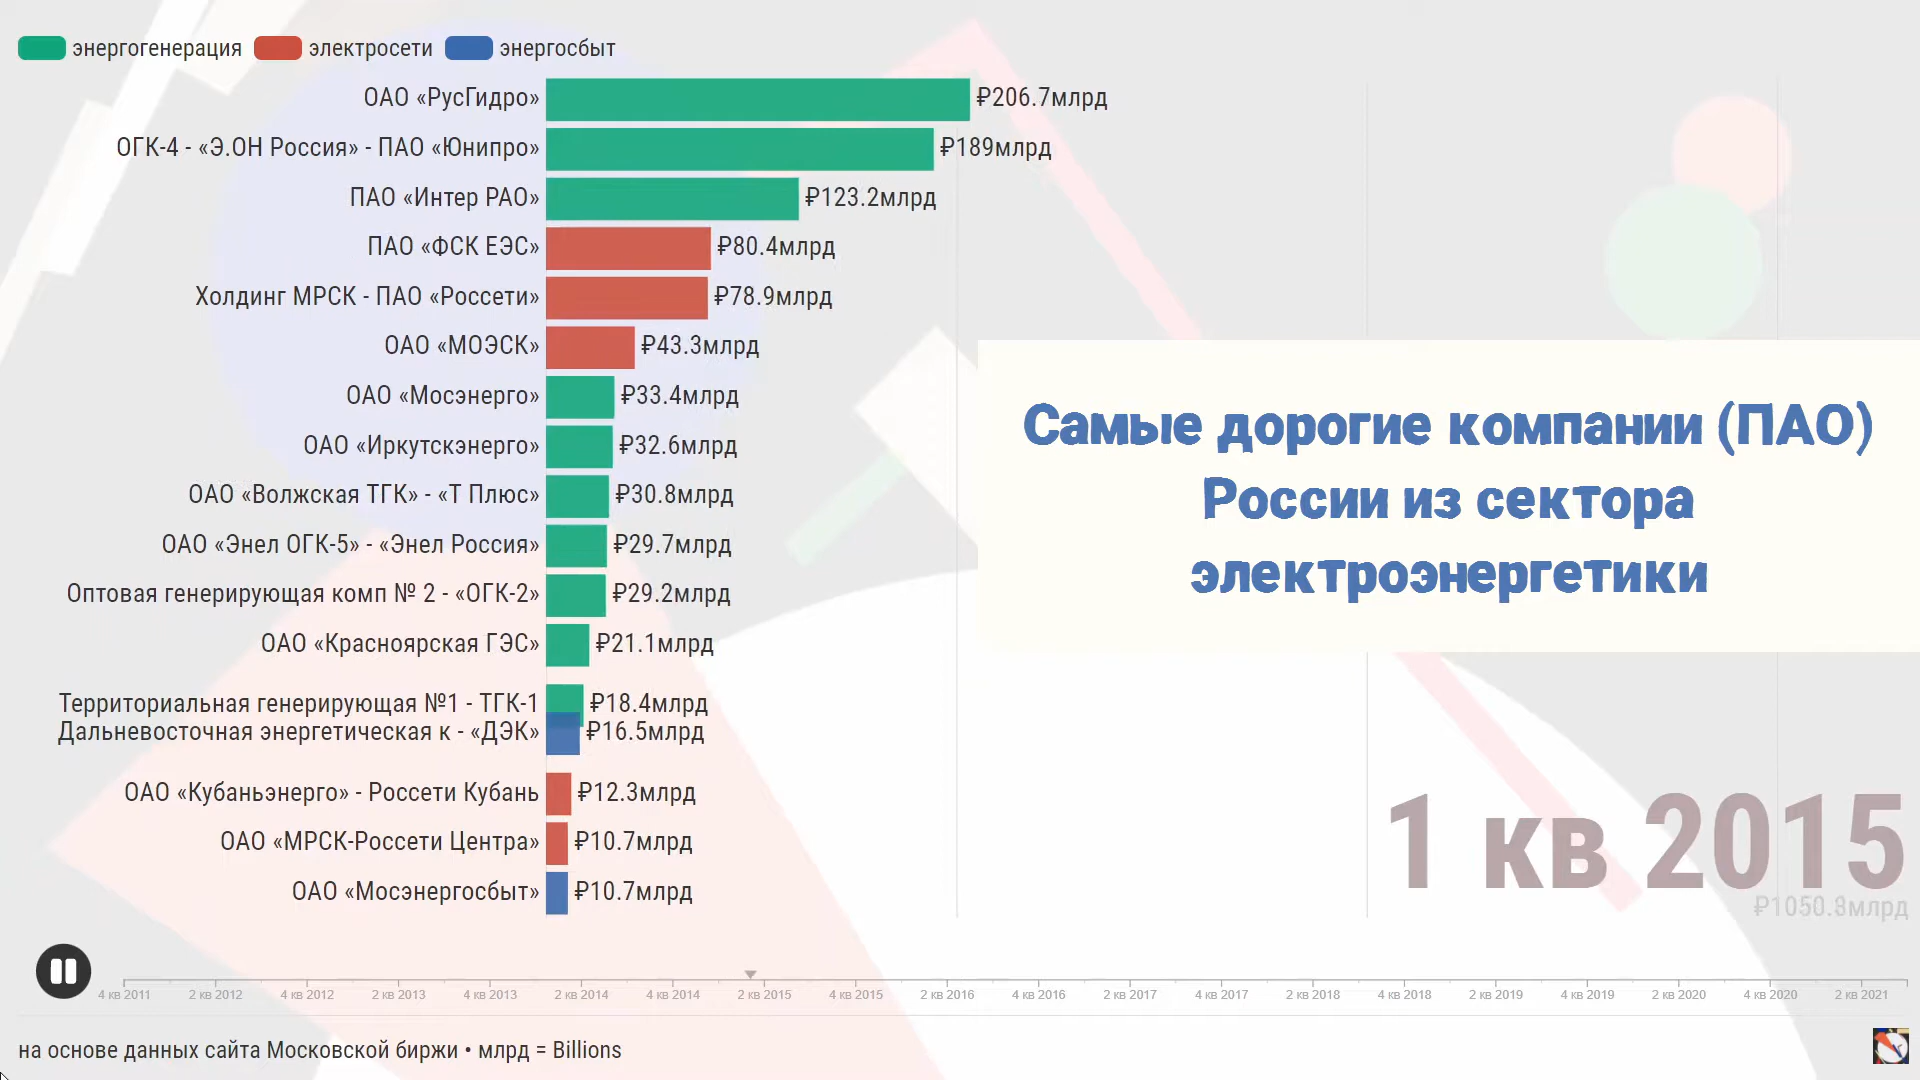 энергогенерация электросети энергосбыт
ОАО «РусГидро» ₽206.7млрд
ОГК-4 - «Э.ОН Россия» - ПАО «Юнипро» ₽189млрд
ПАО «Интер РАО» ₽123.2млрд
ПАО «ФСК ЕЭС» ₽80.4млрд
Холдинг МРСК - ПАО «Россети» ₽78.9млрд
ОАО «МОЭСК» ₽43.3млрд
ОАО «Мосэнерго» ₽33.4млрд
ОАО «Иркутскэнерго» ₽32.6млрд
ОАО «Волжская ТГК» - «Т Плюс» ₽30.8млрд
ОАО «Энел ОГК-5» - «Энел Россия» ₽29.7млрд
Оптовая генерирующая комп № 2 - «ОГК-2» ₽29.2млрд
ОАО «Красноярская ГЭС» ₽21.1млрд
Территориальная генерирующая №1 - ТГК-1 ₽18.4млрд
Дальневосточная энергетическая к - «ДЭК» ₽16.5млрд
ОАО «Кубаньэнерго» - Россети Кубань ₽12.3млрд
ОАО «МРСК-Россети Центра» ₽10.7млрд
ОАО «Мосэнергосбыт» ₽10.7млрд
Самые дорогие компании (ПАО)
России из сектора
электроэнергетики
1 кв 2015
₽1050.8млрд
4 кв 2011 2 кв 2012 4 кв 2012 2 кв 2013 4 кв 2013 2 кв 2014 4 кв 2014 2 кв 2015 4 кв 2015 2 кв 2016 4 кв 2016 2 кв 2017 4 кв 2017 2 кв 2018 4 кв 2018 2 кв 2019 4 кв 2019 2 кв 2020 4 кв 2020 2 кв 2021
на основе данных сайта Московской биржи • млрд = Billions